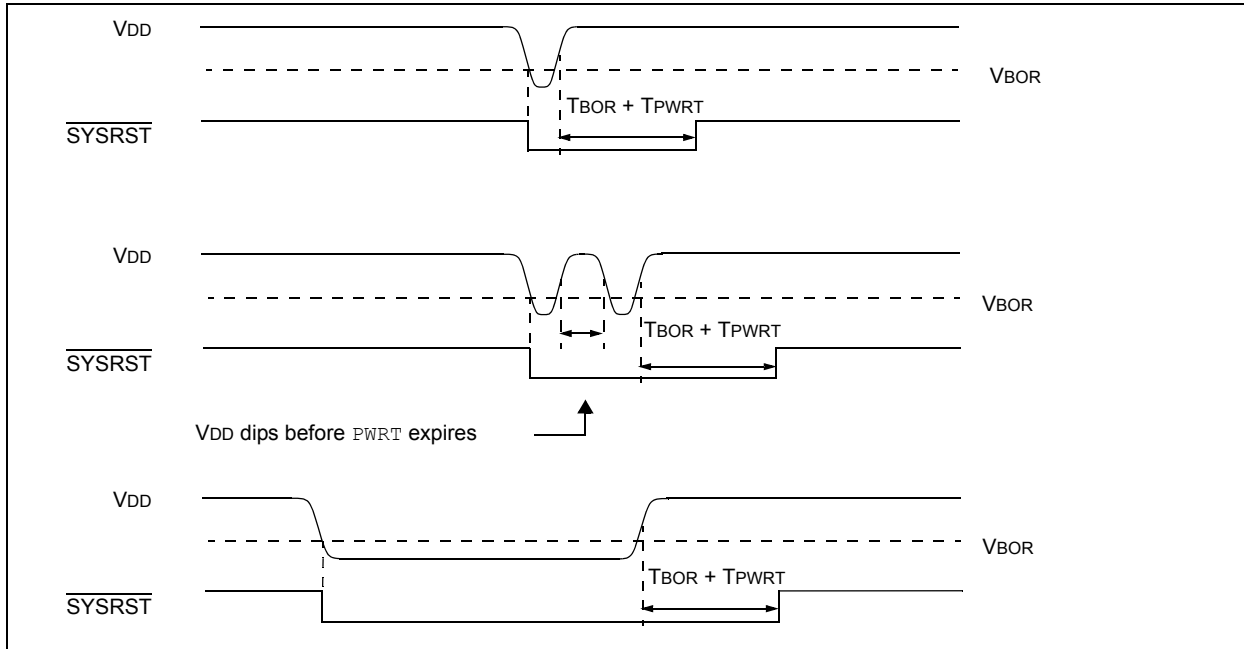 VDD
VBOR
TBOR + TPWRT
SYSRST
VDD
VBOR
TBOR + TPWRT
SYSRST
VDD dips before PWRT expires
VDD
VBOR
TBOR + TPWRT
SYSRST